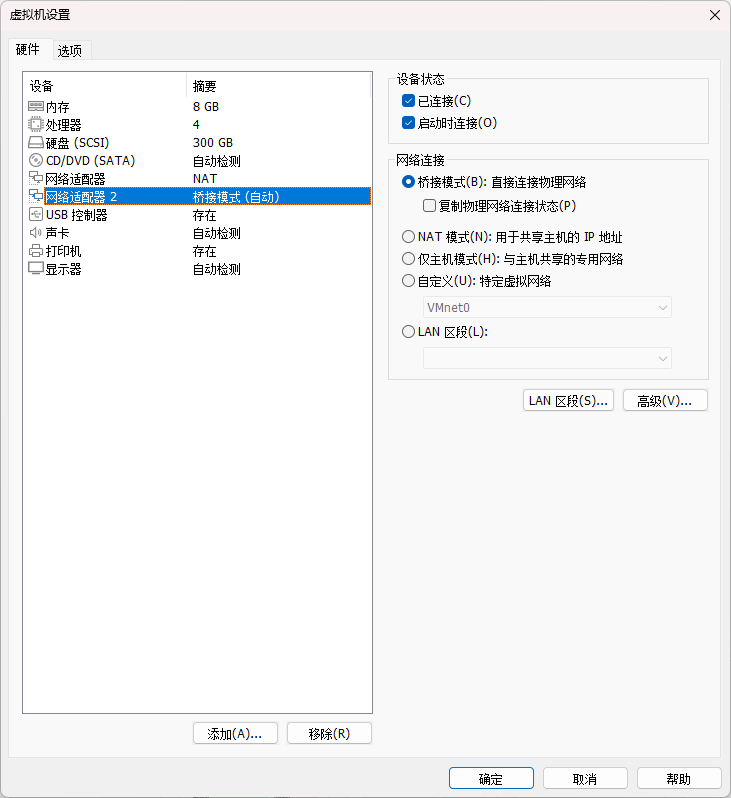 虚拟机设置
硬件 选项
设备 摘要
内存 8 GB
处理器 4
硬盘 (SCSI) 300 GB
CD/DVD (SATA) 自动检测
网络适配器 NAT
网络适配器 2 桥接模式 (自动)
USB 控制器 存在
声卡 自动检测
打印机 存在
显示器 自动检测
添加(A)... 移除(R)
设备状态
已连接(C)
启动时连接(O)
网络连接
桥接模式(B): 直接连接物理网络
复制物理网络连接状态(P)
NAT 模式(N): 用于共享主机的 IP 地址
仅主机模式(H): 与主机共享的专用网络
自定义(U): 特定虚拟网络
VMnet0
LAN 区段(L):
LAN 区段(S)... 高级(V)...
确定 取消 帮助